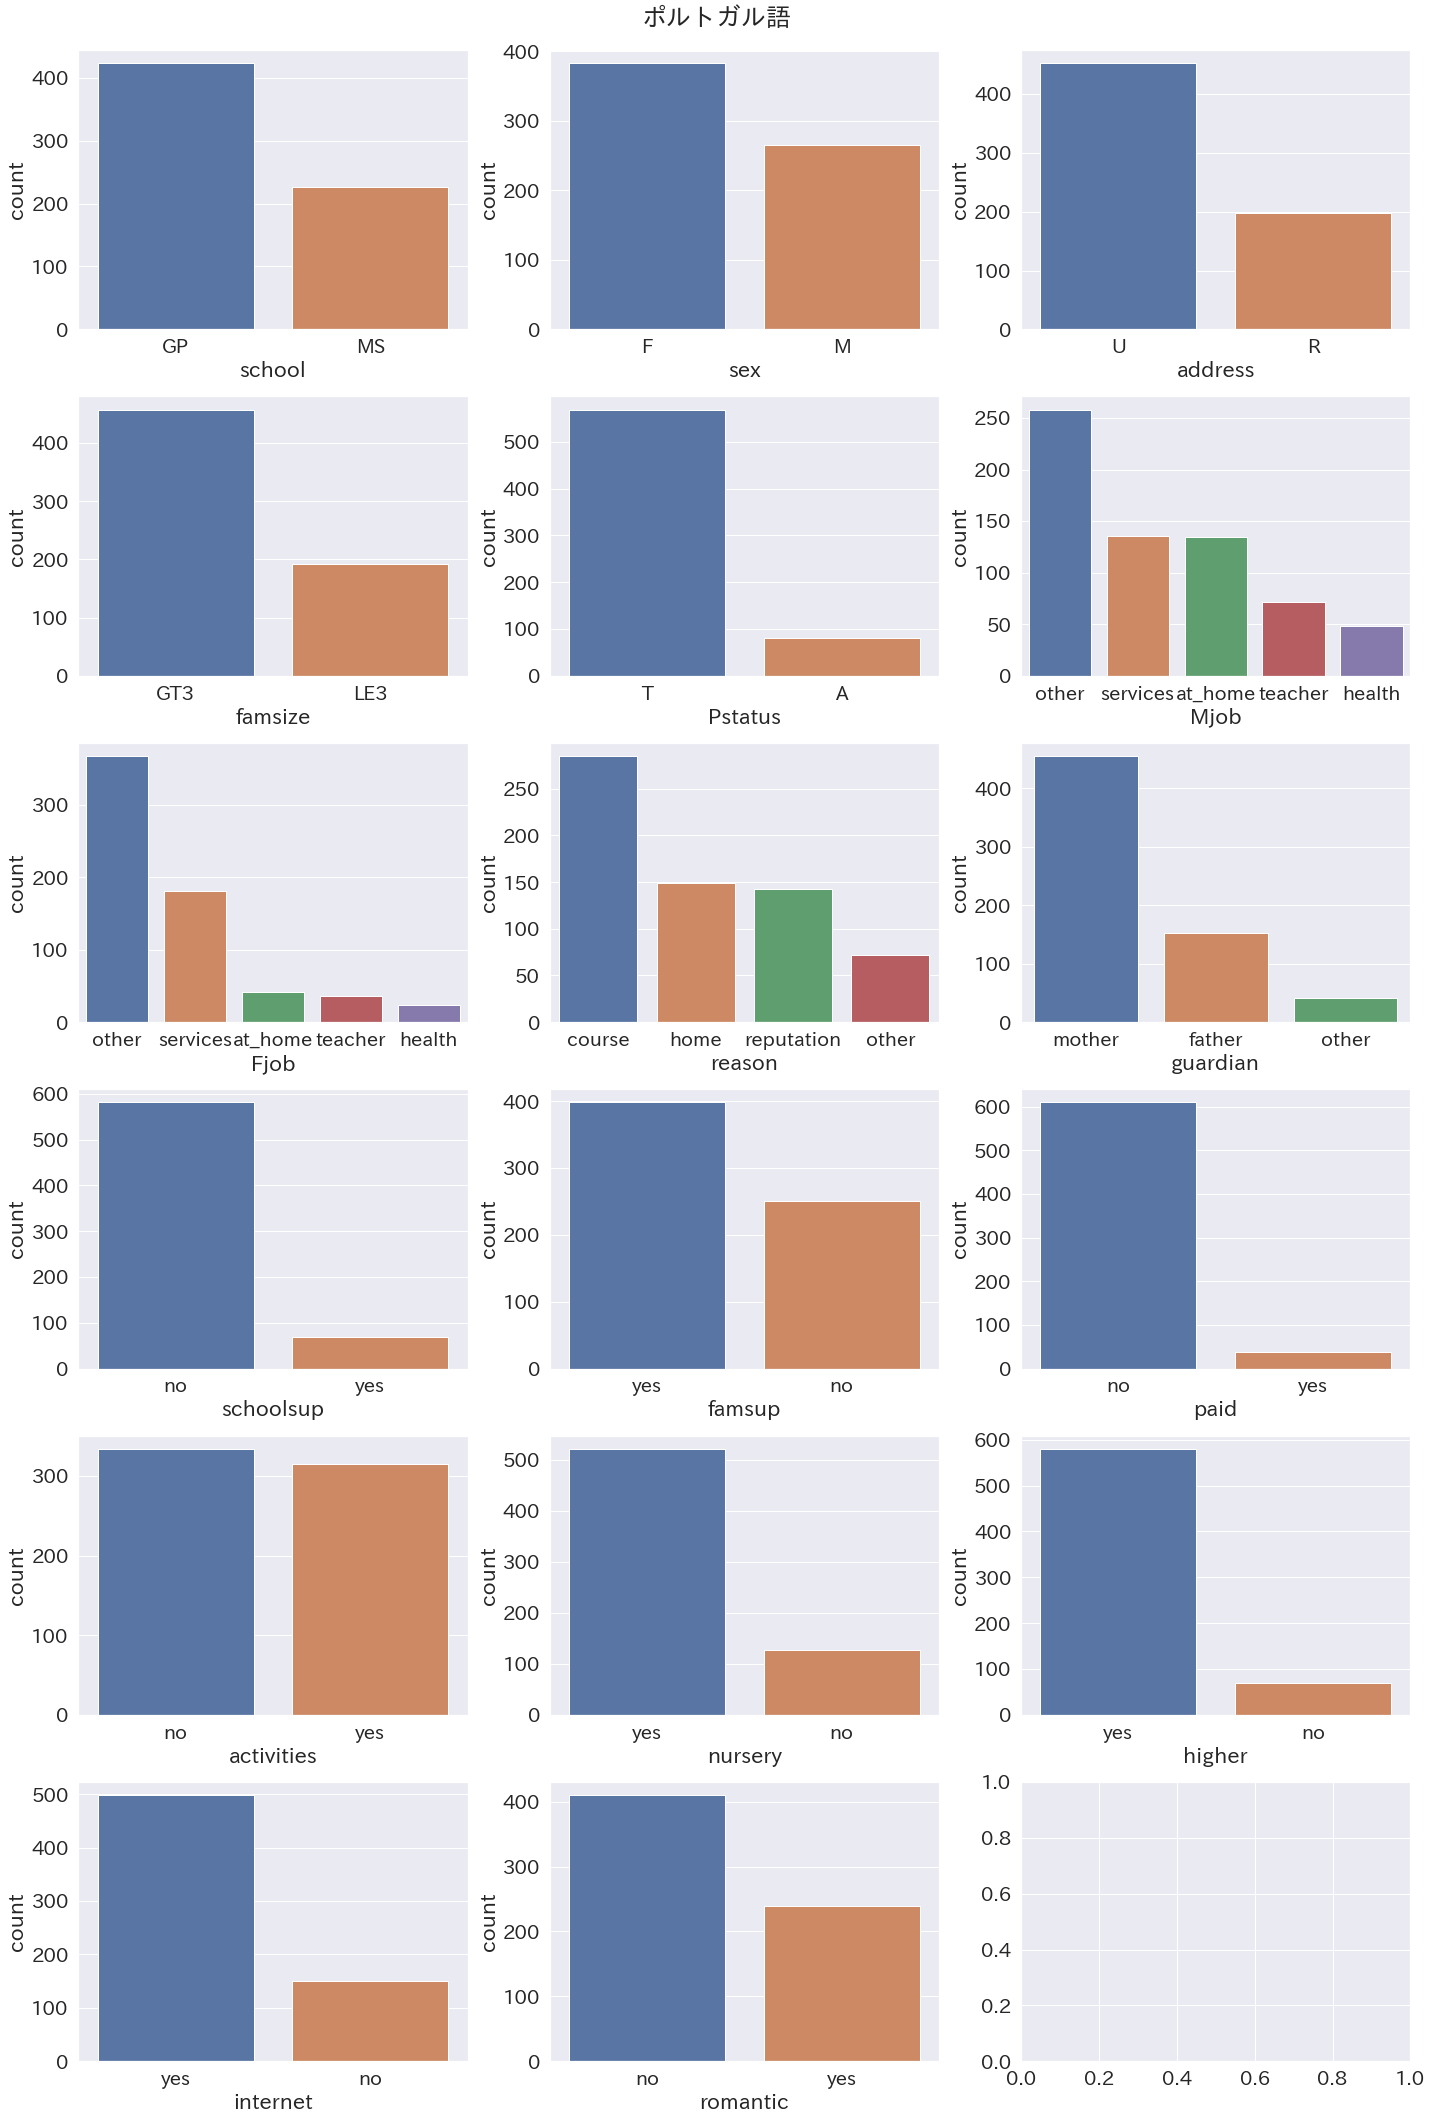 ポルトガル語
count
400
300
200
100
0
GP MS
school
count
400
300
200
100
0
F M
sex
count
400
300
200
100
0
U R
address
count
400
300
200
100
0
GT3 LE3
famsize
count
500
400
300
200
100
0
T A
Pstatus
count
250
200
150
100
50
0
other services at_home teacher health
Mjob
count
300
200
100
0
other services at_home teacher health
Fjob
count
250
200
150
100
50
0
course home reputation other
reason
count
400
300
200
100
0
mother father other
guardian
count
600
500
400
300
200
100
0
no yes
schoolsup
count
400
300
200
100
0
yes no
famsup
count
600
500
400
300
200
100
0
no yes
paid
count
300
200
100
0
no yes
activities
count
500
400
300
200
100
0
yes no
nursery
count
600
500
400
300
200
100
0
yes no
higher
count
500
400
300
200
100
0
yes no
internet
count
400
300
200
100
0
no yes
romantic
1.0
0.8
0.6
0.4
0.2
0.0
0.0 0.2 0.4 0.6 0.8 1.0